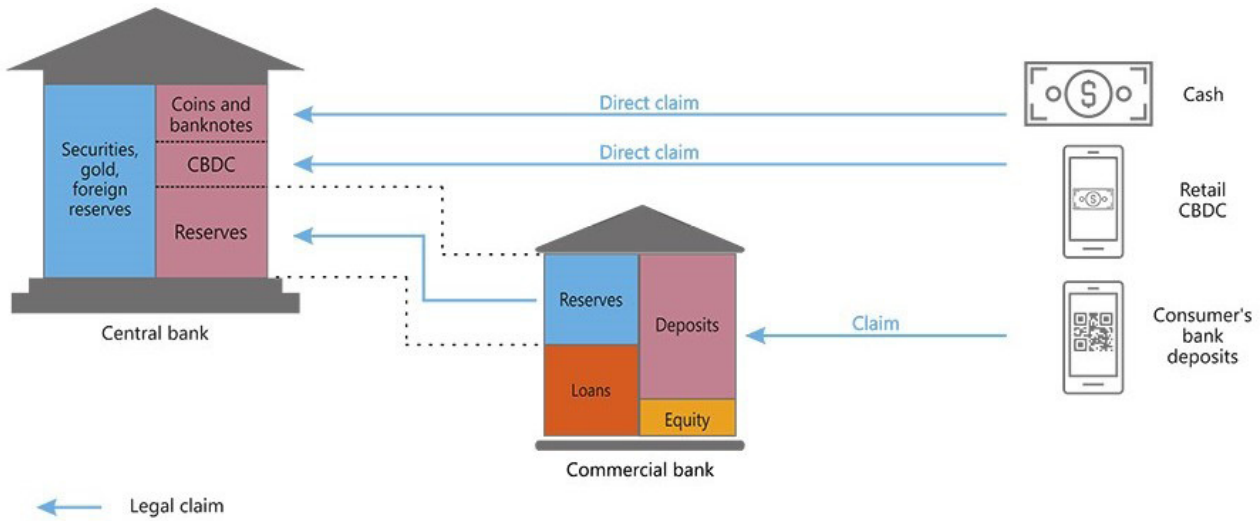 Coins and
banknotes
Securities,
gold,
foreign
reserves
CBDC
Reserves
Central bank
Direct claim
Direct claim
$
Cash
$
Retail
CBDC
Reserves
Deposits
Loans
Equity
Commercial bank
Claim
Consumer's
bank
deposits
Legal claim